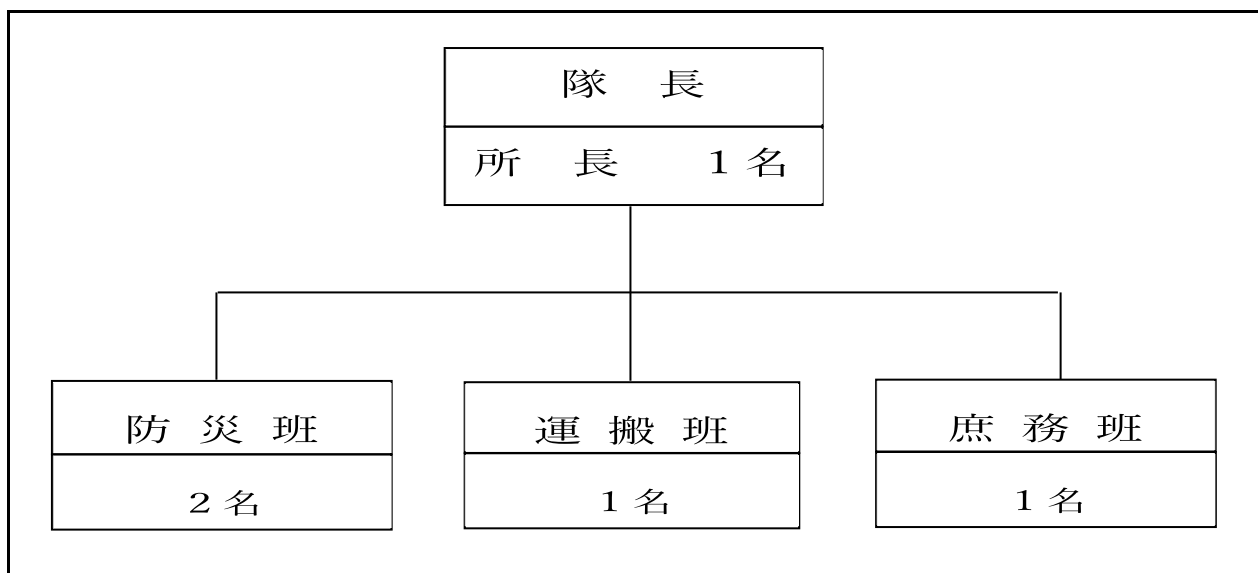 隊 長
所 長 1 名
防 災 班
2 名
運 搬 班
1 名
庶 務 班
1 名